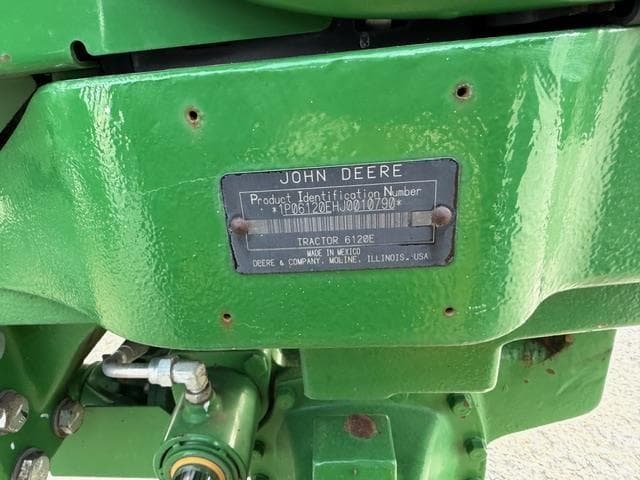 JOHN DEERE
Product Identification Number
*1P06120EHJ0010790*
TRACTOR 6120E
MADE IN MEXICO
DEERE & COMPANY, MOLINE, ILLINOIS, USA